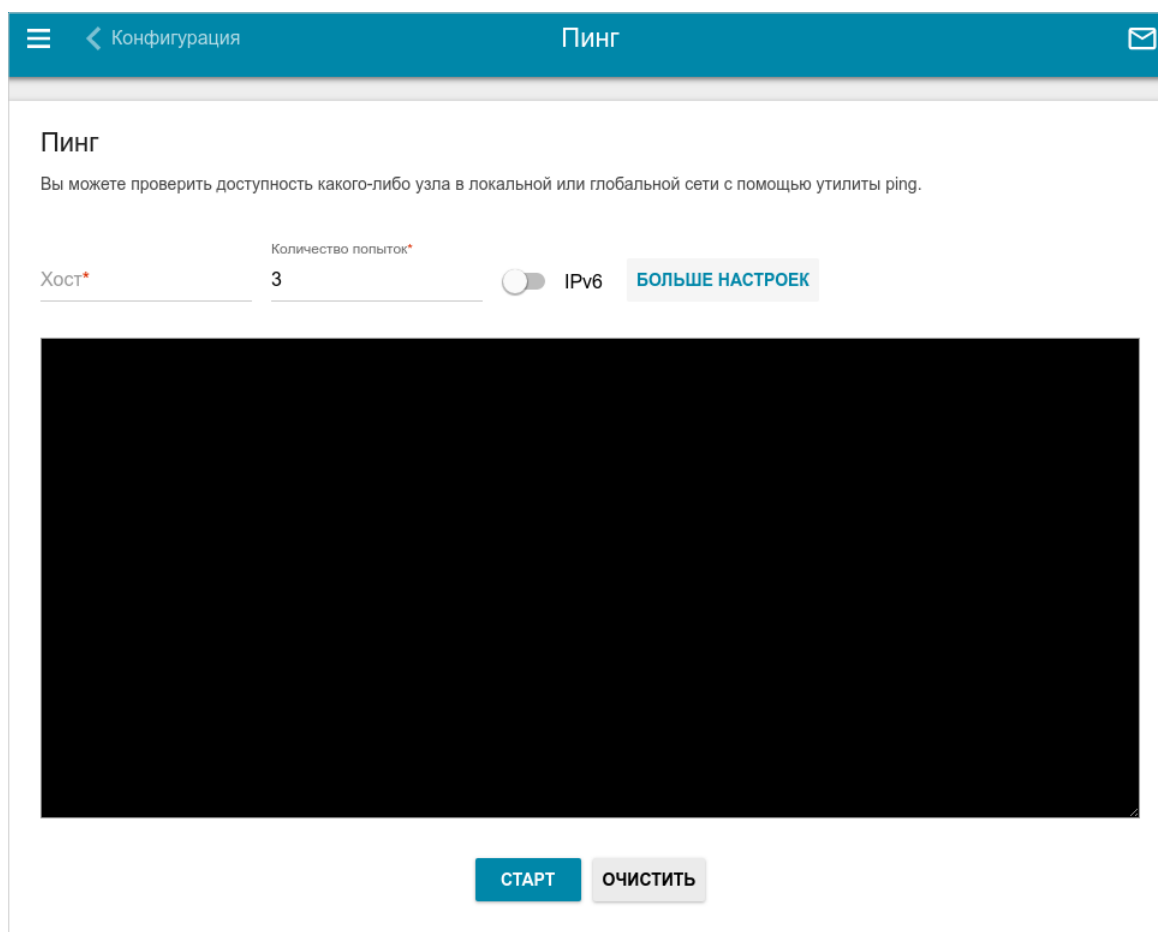 Конфигурация
Пинг
Пинг
Вы можете проверить доступность какого-либо узла в локальной или глобальной сети с помощью утилиты ping.
Количество попыток*
Хост*
3
IPv6
БОЛЬШЕ НАСТРОЕК
СТАРТ
ОЧИСТИТЬ